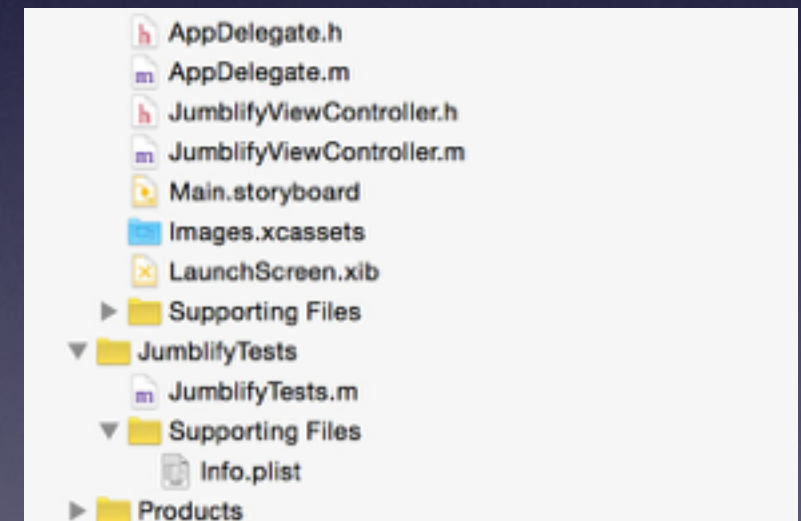 h AppDelegate.h
m AppDelegate.m
h JumblifyViewController.h
m JumblifyViewController.m
Main.storyboard
Images.xcassets
LaunchScreen.xib
Supporting Files
JumblifyTests
m JumblifyTests.m
Supporting Files
Info.plist
Products